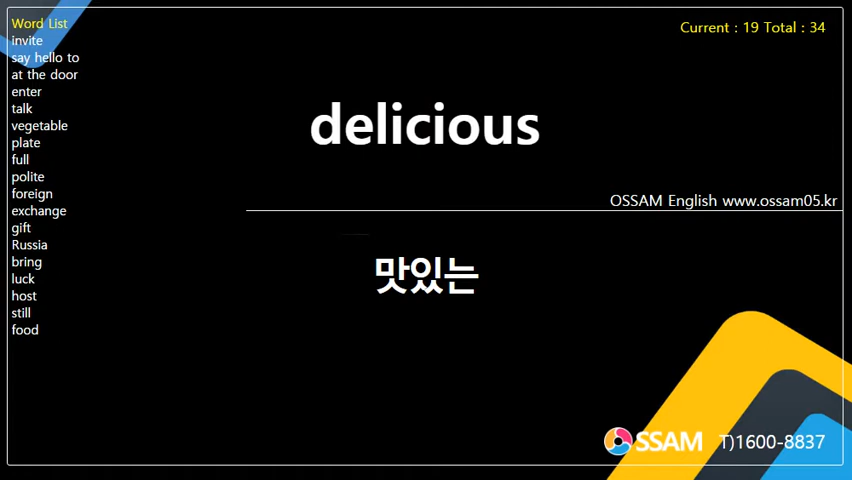 Word List
invite
say hello to
at the door
enter
talk
vegetable
plate
full
polite
foreign
exchange
gift
Russia
bring
luck
host
still
food
Current : 19 Total : 34
delicious
OSSAM English www.ossam05.kr
맛있는
OSSAM T)1600-8837